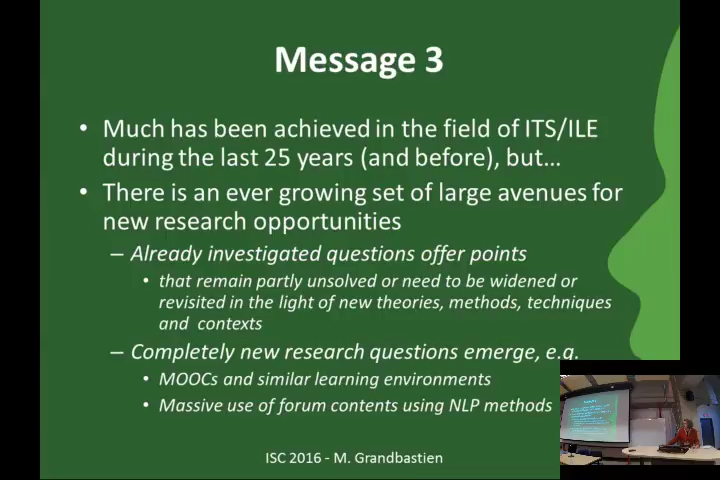 Message 3
• Much has been achieved in the field of ITS/ILE
during the last 25 years (and before), but…
• There is an ever growing set of large avenues for
new research opportunities
– Already investigated questions offer points
• that remain partly unsolved or need to be widened or
revisited in the light of new theories, methods, techniques
and contexts
– Completely new research questions emerge, e.g.
• MOOCs and similar learning environments
• Massive use of forum contents using NLP methods
ISC 2016 - M. Grandbastien